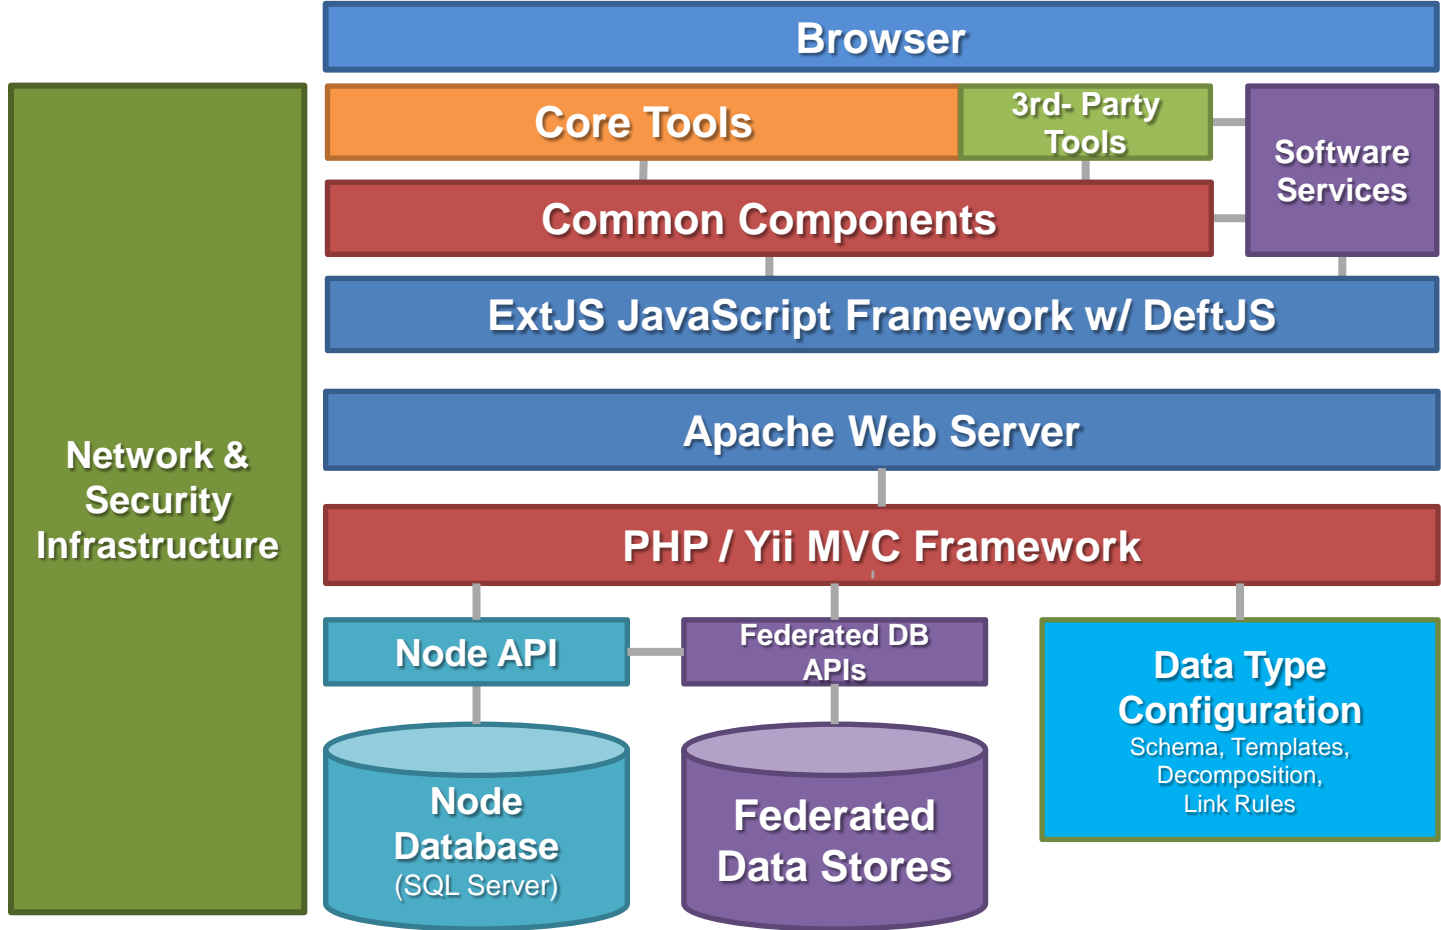 Browser
Core Tools
3rd- Party
Tools
Software
Services
Common Components
ExtJS JavaScript Framework w/ DeftJS
Apache Web Server
Network &
Security
Infrastructure
PHP / Yii MVC Framework
Node API
Federated DB
APIs
Data Type
Configuration
Schema, Templates,
Decomposition,
Link Rules
Node
Database
(SQL Server)
Federated
Data Stores